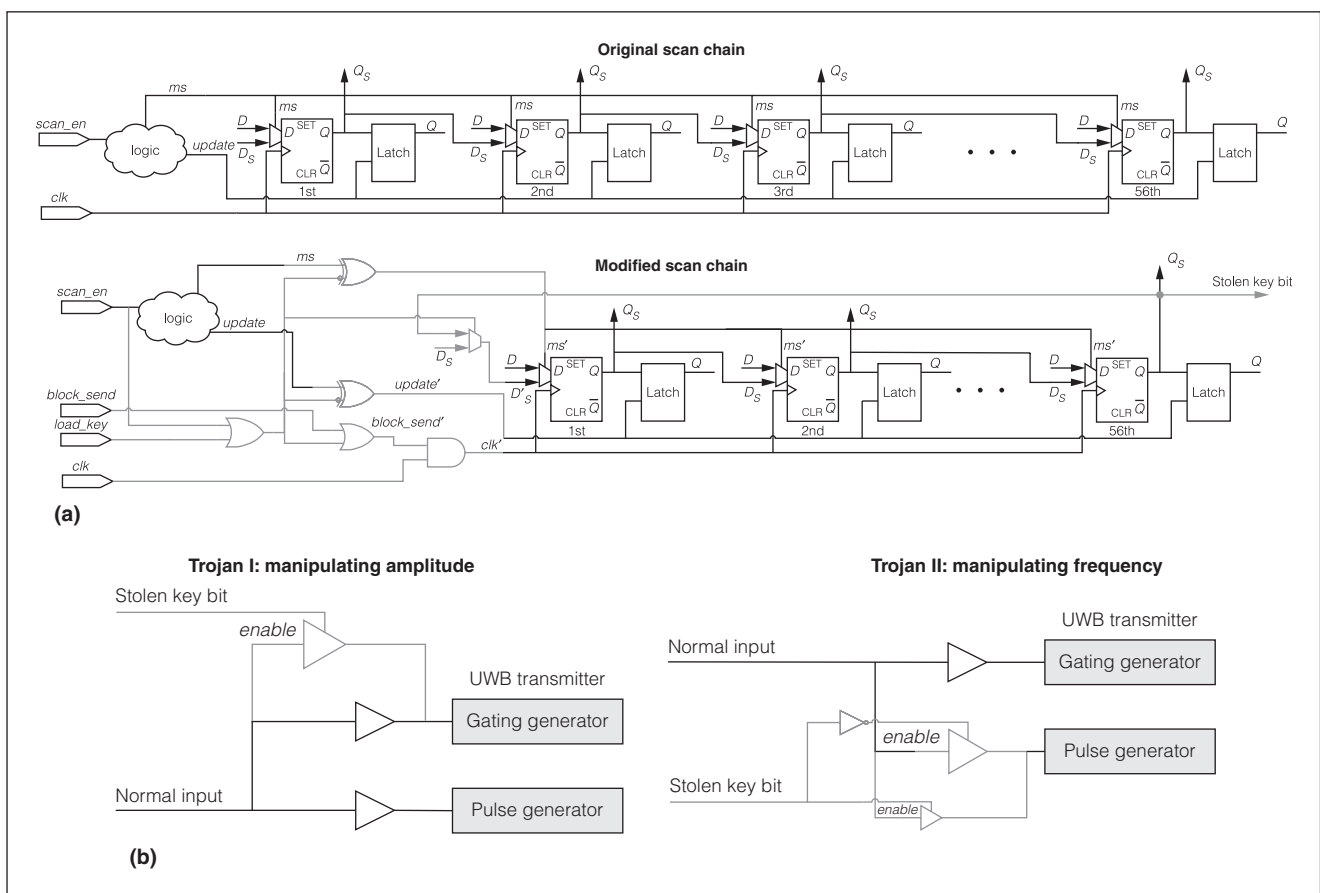 Original scan chain
Q_S Q_S Q_S Q_S
ms
ms ms ms ms
scan_en
logic
update
D D_S D SET Q CLR Q̅ 1st Latch Q
D D_S D SET Q CLR Q̅ 2nd Latch Q
D D_S D SET Q CLR Q̅ 3rd Latch Q
• • •
D D_S D SET Q CLR Q̅ 56th Latch Q
clk
Modified scan chain
ms
Q_S
Stolen key bit
scan_en
logic
update
D_S
Q_S Q_S
ms′ ms′ ms′
D D′_S D SET Q CLR Q̅ 1st Latch Q
D D_S D SET Q CLR Q̅ 2nd Latch Q
• • •
D D_S D SET Q CLR Q̅ 56th Latch Q
update′
block_send
block_send′
load_key
clk′
clk
(a)
Trojan I: manipulating amplitude
Stolen key bit
enable
UWB transmitter
Gating generator
Normal input
Pulse generator
(b)
Trojan II: manipulating frequency
UWB transmitter
Normal input
Gating generator
enable
Pulse generator
Stolen key bit
enable